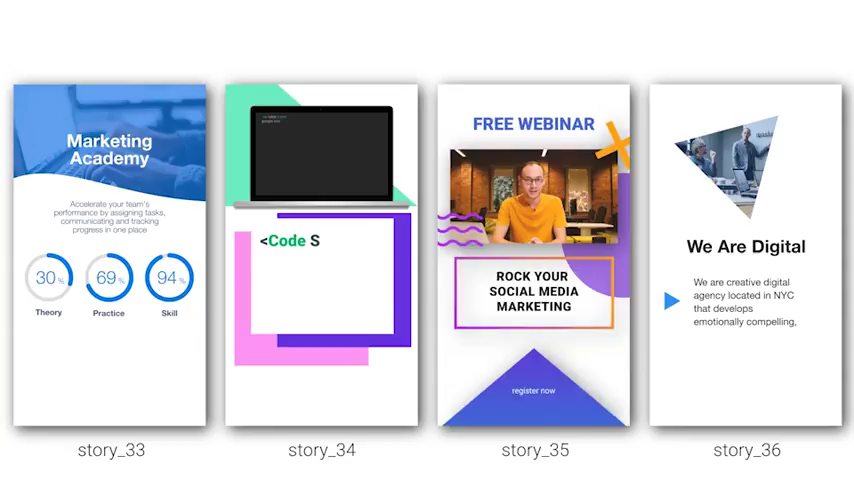 Marketing
Academy
Accelerate your team's
performance by assigning tasks,
communicating and tracking
progress in one place
30 %
69 %
94 %
Theory
Practice
Skill
story_33
<Code S
story_34
FREE WEBINAR
ROCK YOUR
SOCIAL MEDIA
MARKETING
register now
story_35
We Are Digital
We are creative digital
agency located in NYC
that develops
emotionally compelling,
story_36